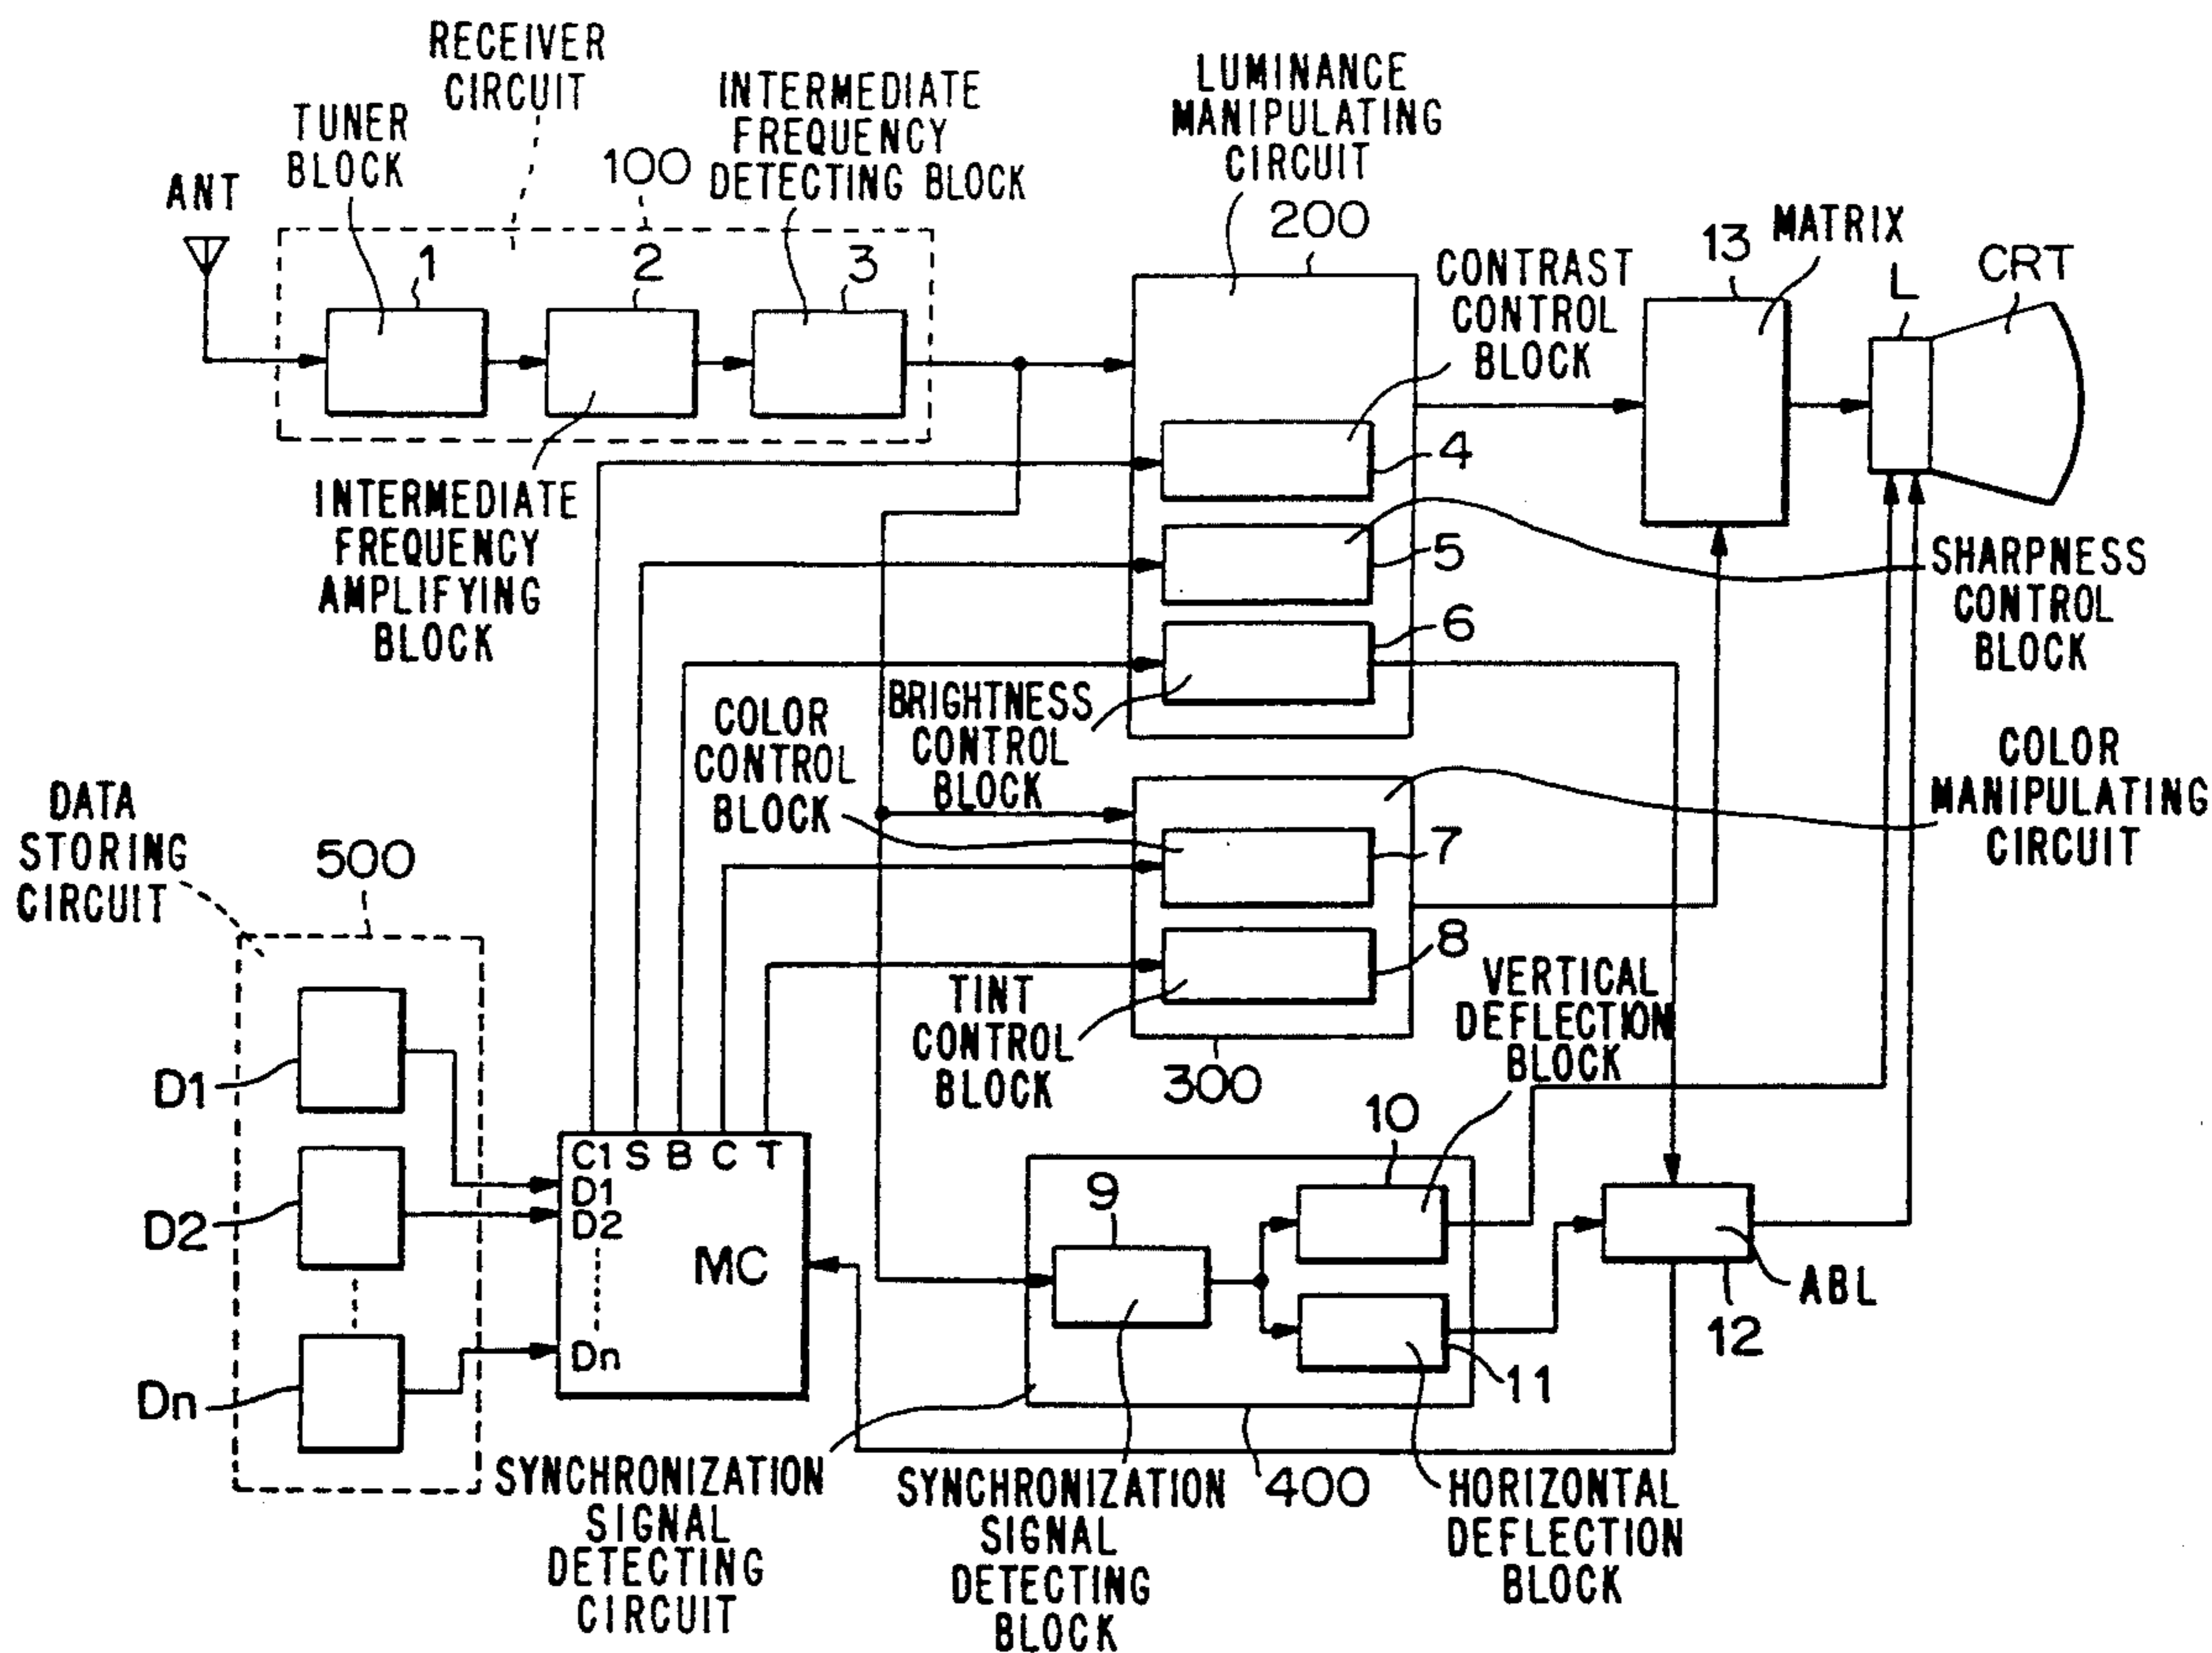 RECEIVER
CIRCUIT
TUNER
BLOCK
INTERMEDIATE
FREQUENCY
DETECTING BLOCK
100
ANT
1
2
3
INTERMEDIATE
FREQUENCY
AMPLIFYING
BLOCK
LUMINANCE
MANIPULATING
CIRCUIT
200
CONTRAST
CONTROL
BLOCK
13
MATRIX
L
CRT
4
5
6
SHARPNESS
CONTROL
BLOCK
BRIGHTNESS
CONTROL
BLOCK
COLOR
CONTROL
BLOCK
COLOR
MANIPULATING
CIRCUIT
7
8
TINT
CONTROL
BLOCK
300
VERTICAL
DEFLECTION
BLOCK
DATA
STORING
CIRCUIT
500
D1
D2
Dn
C1 S B C T
D1
D2
MC
Dn
9
10
11
12
ABL
400
SYNCHRONIZATION
SIGNAL
DETECTING
CIRCUIT
SYNCHRONIZATION
SIGNAL
DETECTING
BLOCK
HORIZONTAL
DEFLECTION
BLOCK